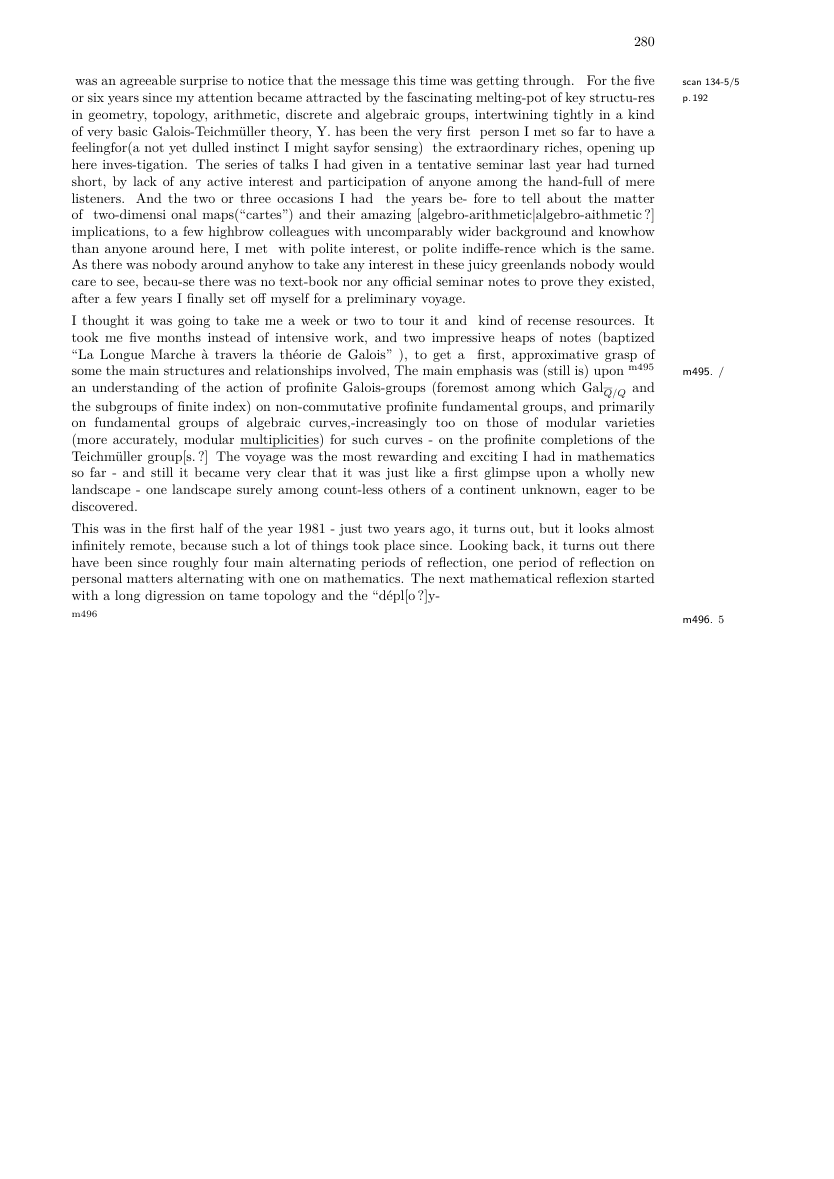 280
was an agreeable surprise to notice that the message this time was getting through. For the five
scan 134-5/5
or six years since my attention became attracted by the fascinating melting-pot of key structu-res
p. 192
in geometry, topology, arithmetic, discrete and algebraic groups, intertwining tightly in a kind
of very basic Galois-Teichmüller theory, Y. has been the very first person I met so far to have a
feelingfor(a not yet dulled instinct I might sayfor sensing) the extraordinary riches, opening up
here inves-tigation. The series of talks I had given in a tentative seminar last year had turned
short, by lack of any active interest and participation of anyone among the hand-full of mere
listeners. And the two or three occasions I had the years be- fore to tell about the matter
of two-dimensi onal maps(“cartes”) and their amazing [algebro-arithmetic|algebro-aithmetic ?]
implications, to a few highbrow colleagues with uncomparably wider background and knowhow
than anyone around here, I met with polite interest, or polite indiffe-rence which is the same.
As there was nobody around anyhow to take any interest in these juicy greenlands nobody would
care to see, becau-se there was no text-book nor any official seminar notes to prove they existed,
after a few years I finally set off myself for a preliminary voyage.
I thought it was going to take me a week or two to tour it and kind of recense resources. It
took me five months instead of intensive work, and two impressive heaps of notes (baptized
“La Longue Marche à travers la théorie de Galois” ), to get a first, approximative grasp of
some the main structures and relationships involved, The main emphasis was (still is) upon m495
m495. /
an understanding of the action of profinite Galois-groups (foremost among which Gal_{Q̅/Q} and
the subgroups of finite index) on non-commutative profinite fundamental groups, and primarily
on fundamental groups of algebraic curves,-increasingly too on those of modular varieties
(more accurately, modular multiplicities) for such curves - on the profinite completions of the
Teichmüller group[s. ?] The voyage was the most rewarding and exciting I had in mathematics
so far - and still it became very clear that it was just like a first glimpse upon a wholly new
landscape - one landscape surely among count-less others of a continent unknown, eager to be
discovered.
This was in the first half of the year 1981 - just two years ago, it turns out, but it looks almost
infinitely remote, because such a lot of things took place since. Looking back, it turns out there
have been since roughly four main alternating periods of reflection, one period of reflection on
personal matters alternating with one on mathematics. The next mathematical reflexion started
with a long digression on tame topology and the “dépl[o ?]y-
m496
m496. 5